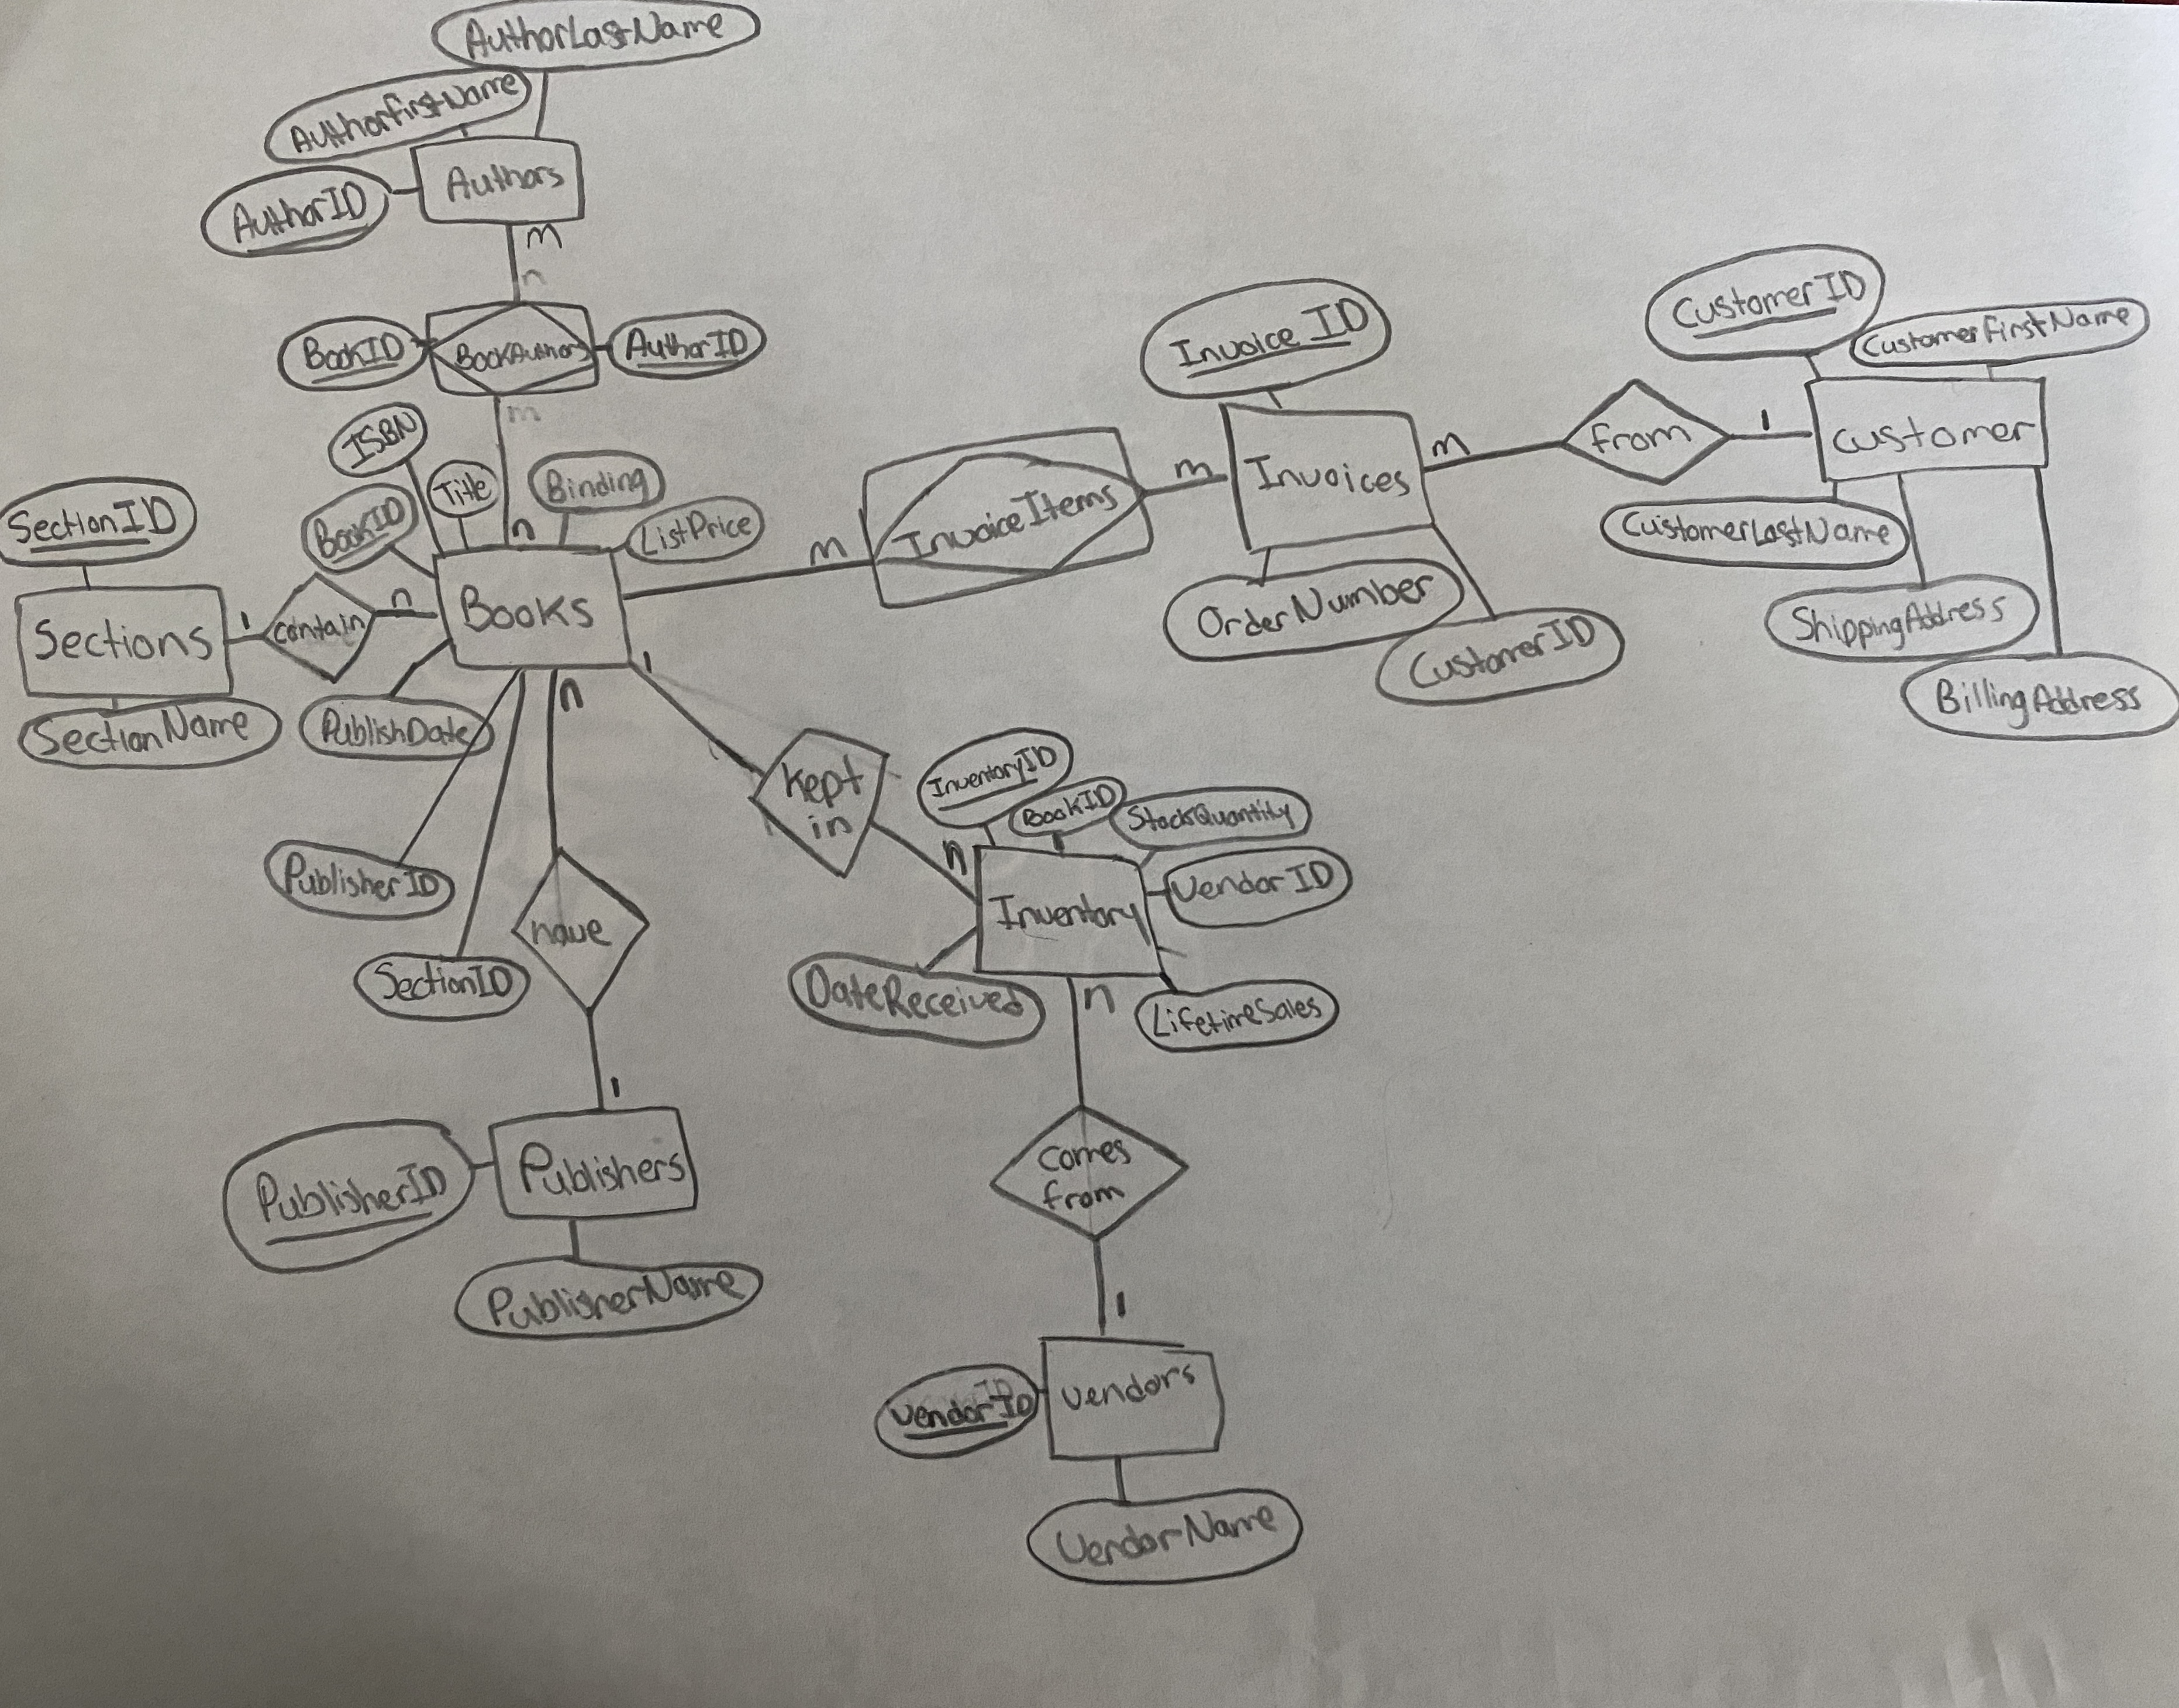 AuthorLastName
AuthorFirstName
Authors
AuthorID
m
n
BookID
BookAuthors
AuthorID
m
ISBN
Title
Binding
BookID
n
ListPrice
SectionID
Sections
1
contain
n
Books
m
InvoiceItems
m
Invoice ID
Invoices
m
from
1
Customer ID
CustomerFirstName
customer
CustomerLastName
ShippingAddress
BillingAddress
OrderNumber
CustomerID
SectionName
PublishDate
n
1
Kept
in
n
InventoryID
BookID
StockQuantity
VendorID
Inventory
DateReceived
n
LifetimeSales
PublisherID
SectionID
have
1
PublisherID
Publishers
PublisherName
comes
from
1
VendorID
vendors
VendorName